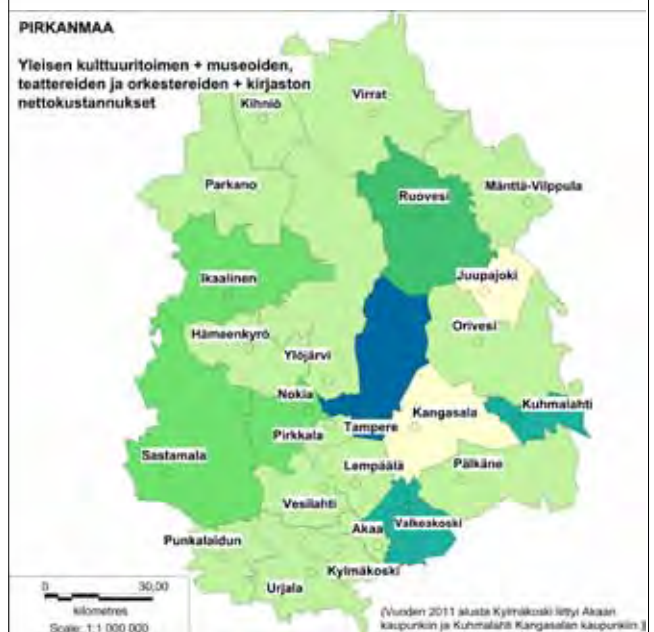 PIRKANMAA
Yleisen kulttuuritoimen + museoiden,
teattereiden ja orkestereiden + kirjaston
nettokustannukset
Kihniö
Virrat
Parkano
Ruovesi
Mänttä-Vilppula
Juupajoki
Ikaalinen
Orivesi
Hämeenkyrö
Ylöjärvi
Nokia
Kuhmalahti
Tampere
Kangasala
Pirkkala
Sastamala
Lempäälä
Pälkäne
Vesilahti
Akaa
Valkeakoski
Punkalaidun
Kylmäkoski
Urjala
0 30,00
kilometres
Scale: 1:1 000 000
(Vuoden 2011 alusta Kylmäkoski liittyi Akaan
kaupunkiin ja Kuhmalahti Kangasalan kaupunkiin.)